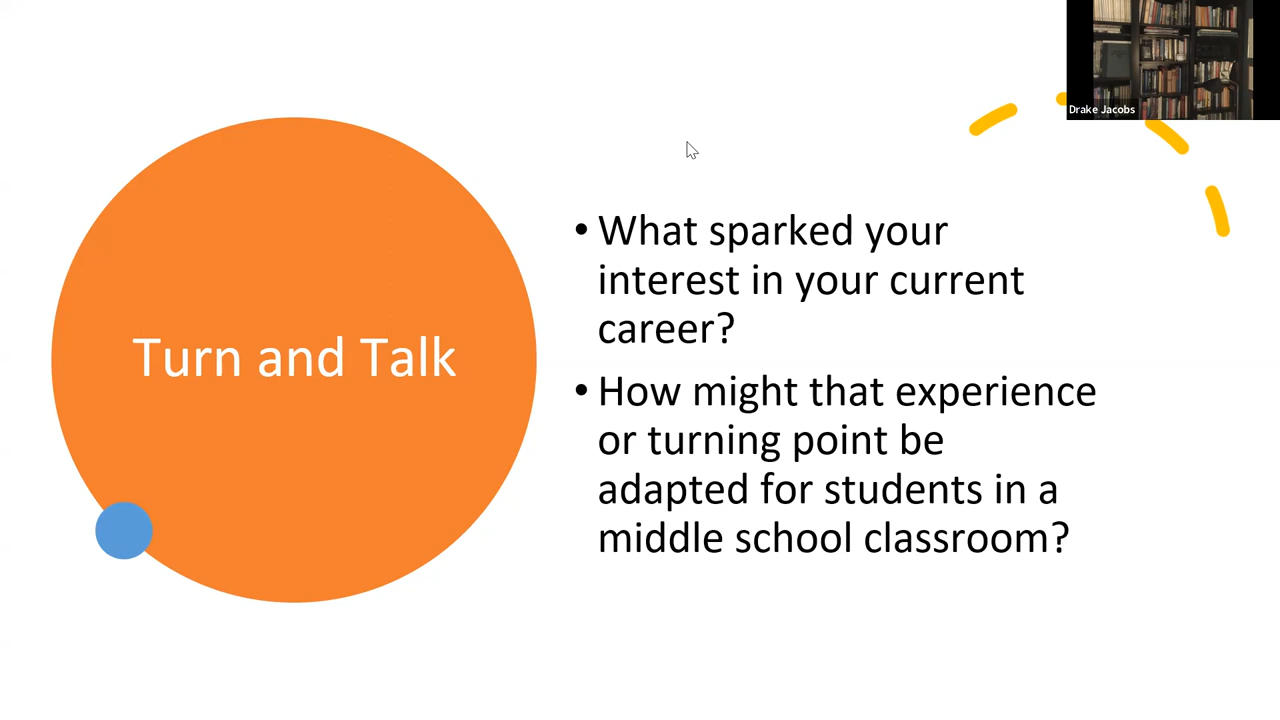 Drake Jacobs
Turn and Talk
• What sparked your
interest in your current
career?
• How might that experience
or turning point be
adapted for students in a
middle school classroom?